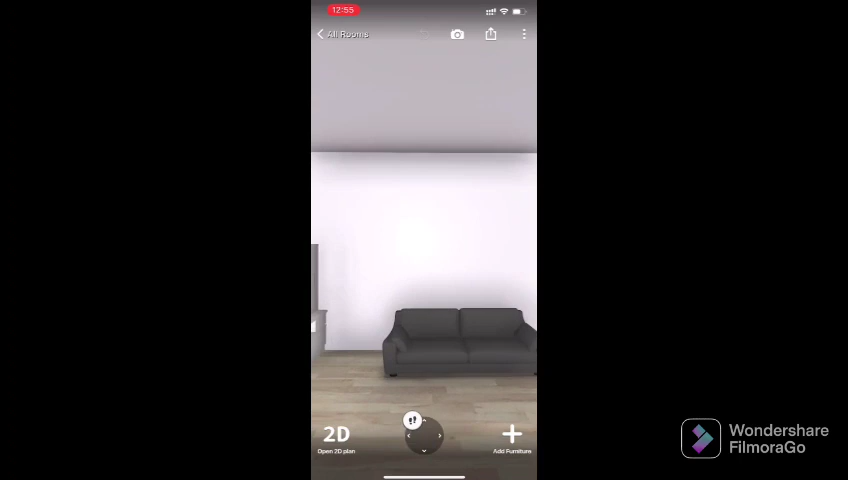 12:55
All Rooms
2D
Open 2D plan
Add Furniture
Wondershare
FilmoraGo